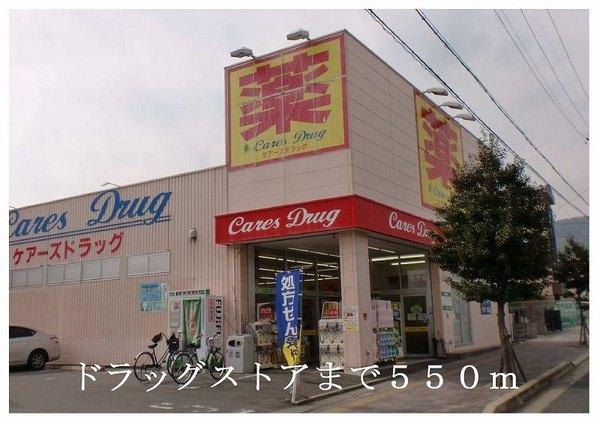 薬
Cares Drug
ケアーズドラッグ
薬
Cares Drug
ケアーズドラッグ
Cares Drug
Cares
処方せん
ドラッグストアまで５５０ｍ